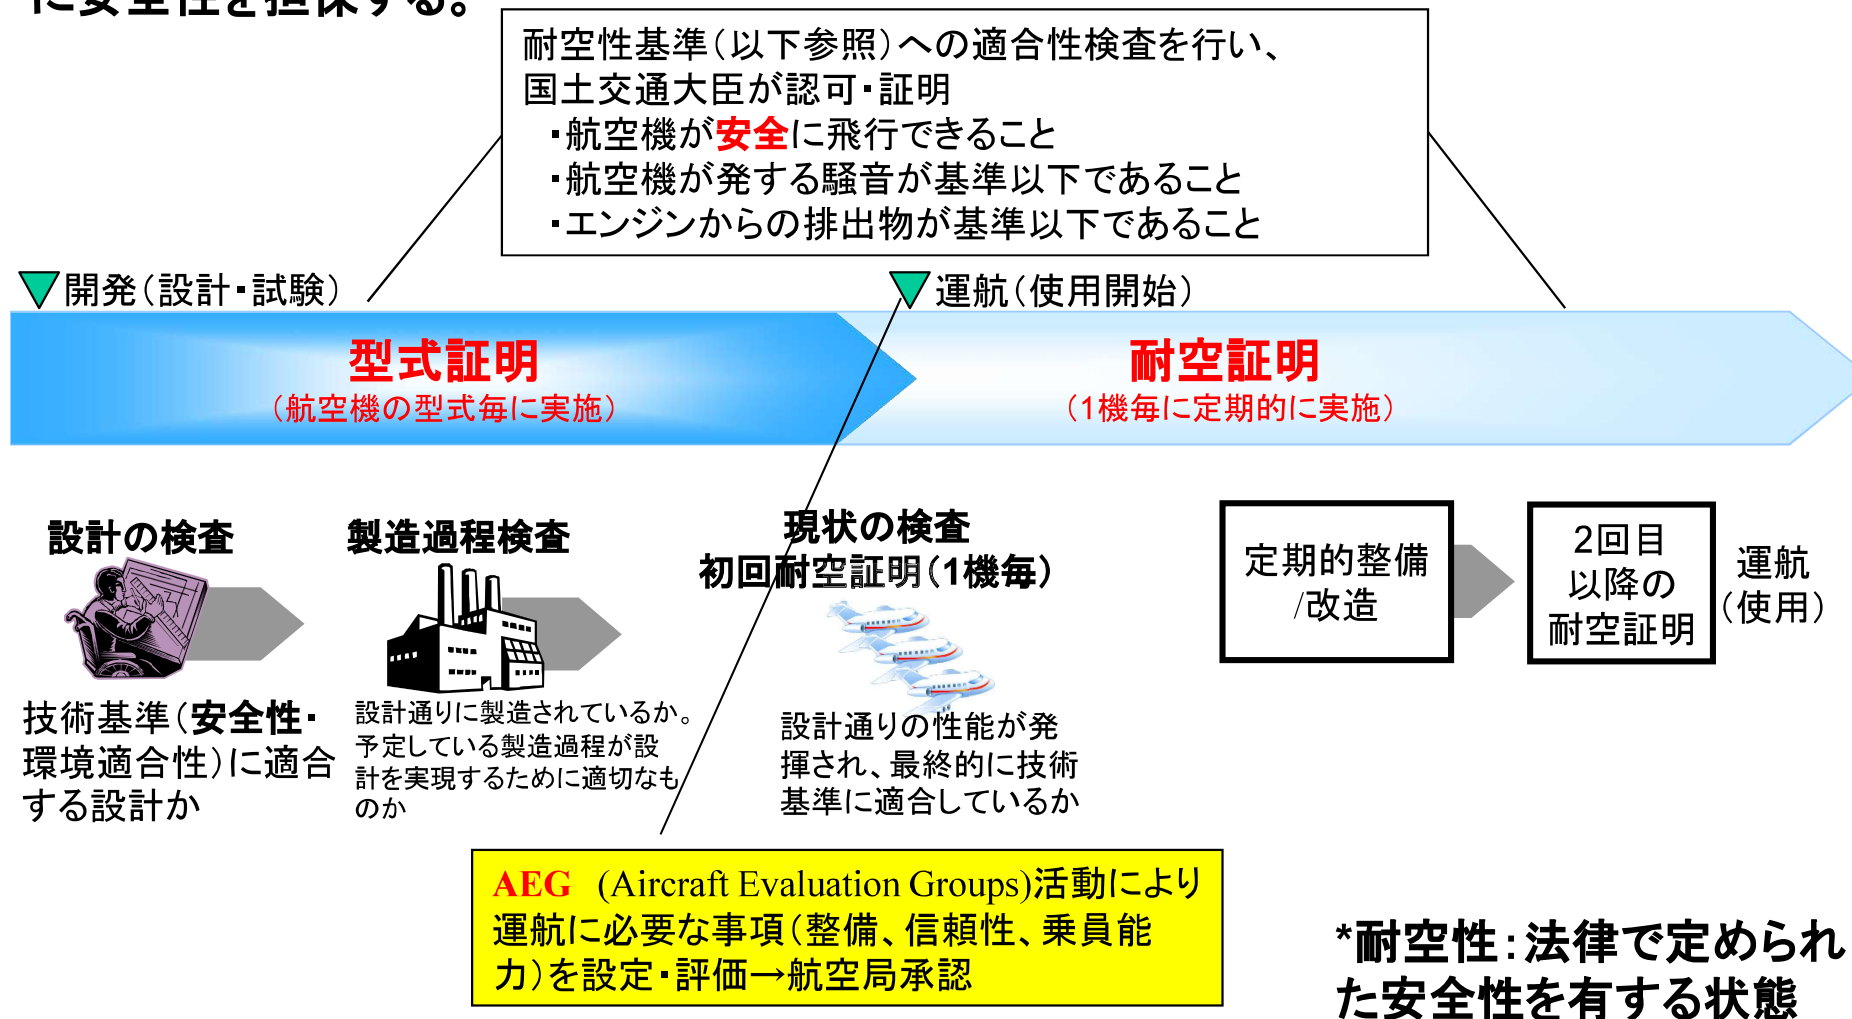 に安全性を担保する。
耐空性基準(以下参照)への適合性検査を行い、
国土交通大臣が認可・証明
・航空機が安全に飛行できること
・航空機が発する騒音が基準以下であること
・エンジンからの排出物が基準以下であること
▼開発(設計・試験)
▼運航(使用開始)
型式証明
(航空機の型式毎に実施)
耐空証明
(1機毎に定期的に実施)
設計の検査
技術基準(安全性・
環境適合性)に適合
する設計か
製造過程検査
設計通りに製造されているか。
予定している製造過程が設
計を実現するために適切なも
のか
現状の検査
初回耐空証明(1機毎)
設計通りの性能が発
揮され、最終的に技術
基準に適合しているか
定期的整備
/改造
2回目
以降の
耐空証明
運航
(使用)
AEG (Aircraft Evaluation Groups)活動により
運航に必要な事項(整備、信頼性、乗員能
力)を設定・評価→航空局承認
*耐空性:法律で定められ
た安全性を有する状態